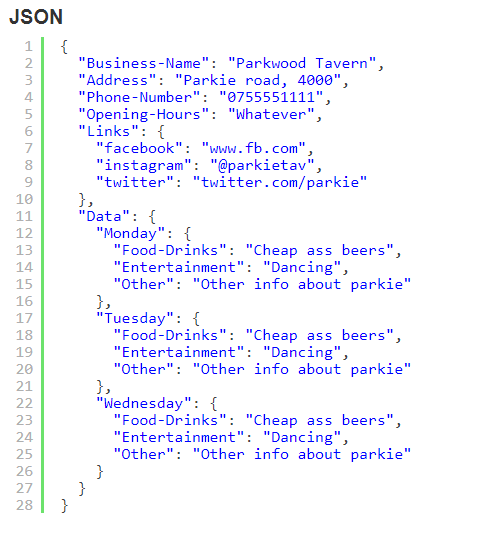 JSON
1 {
2 "Business-Name": "Parkwood Tavern",
3 "Address": "Parkie road, 4000",
4 "Phone-Number": "0755551111",
5 "Opening-Hours": "Whatever",
6 "Links": {
7 "facebook": "www.fb.com",
8 "instagram": "@parkietav",
9 "twitter": "twitter.com/parkie"
10 },
11 "Data": {
12 "Monday": {
13 "Food-Drinks": "Cheap ass beers",
14 "Entertainment": "Dancing",
15 "Other": "Other info about parkie"
16 },
17 "Tuesday": {
18 "Food-Drinks": "Cheap ass beers",
19 "Entertainment": "Dancing",
20 "Other": "Other info about parkie"
21 },
22 "Wednesday": {
23 "Food-Drinks": "Cheap ass beers",
24 "Entertainment": "Dancing",
25 "Other": "Other info about parkie"
26 }
27 }
28 }